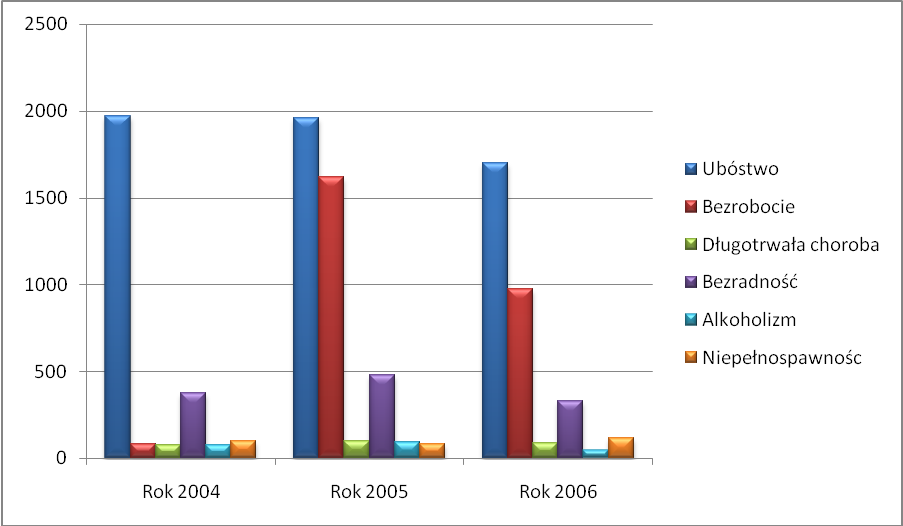 2500
2000
1500
1000
500
0
Rok 2004
Rok 2005
Rok 2006
Ubóstwo
Bezrobocie
Długotrwała choroba
Bezradność
Alkoholizm
Niepełnospawnośc